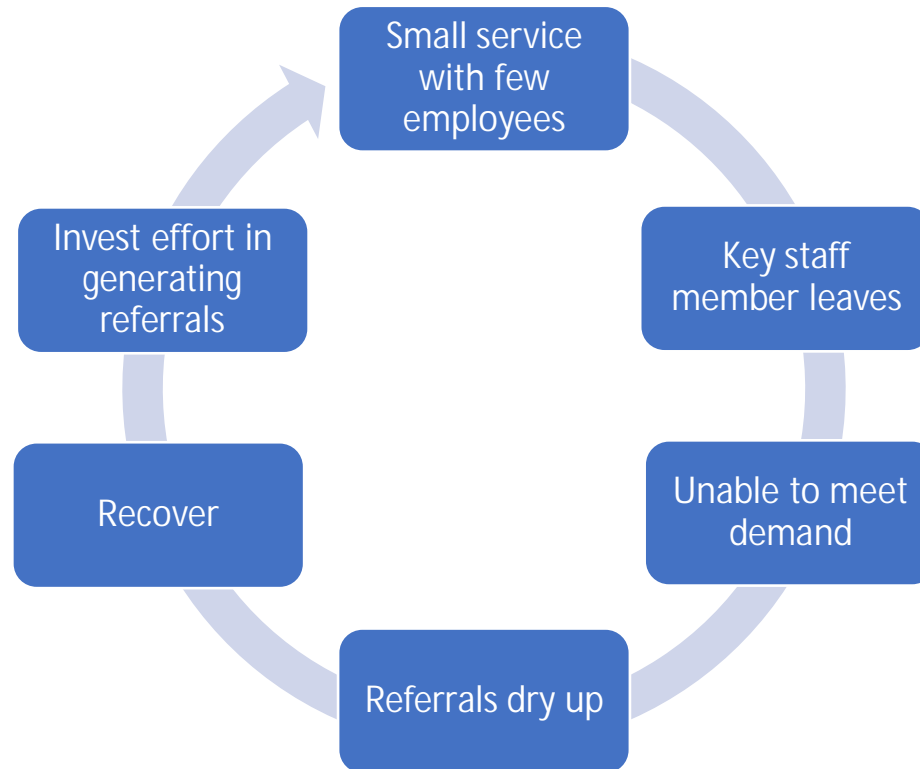 Small service
with few
employees
Key staff
member leaves
Unable to meet
demand
Referrals dry up
Recover
Invest effort in
generating
referrals